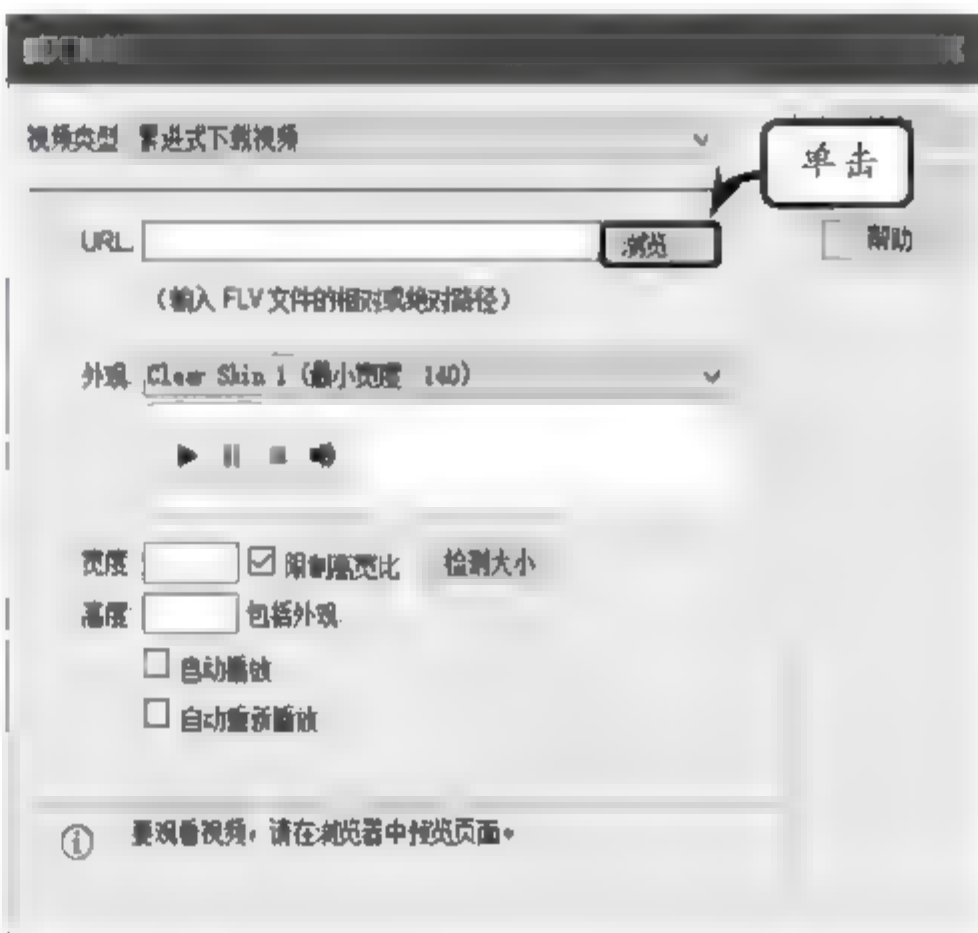 视频类型 累进式下载视频
单击
URL 浏览
帮助
(输入 FLV 文件的相对或绝对路径)
外观 Clear Skin 1 (最小宽度 140)
宽度 限制高宽比 检测大小
高度 包括外观
自动播放
自动重新播放
要观看视频,请在浏览器中预览页面。